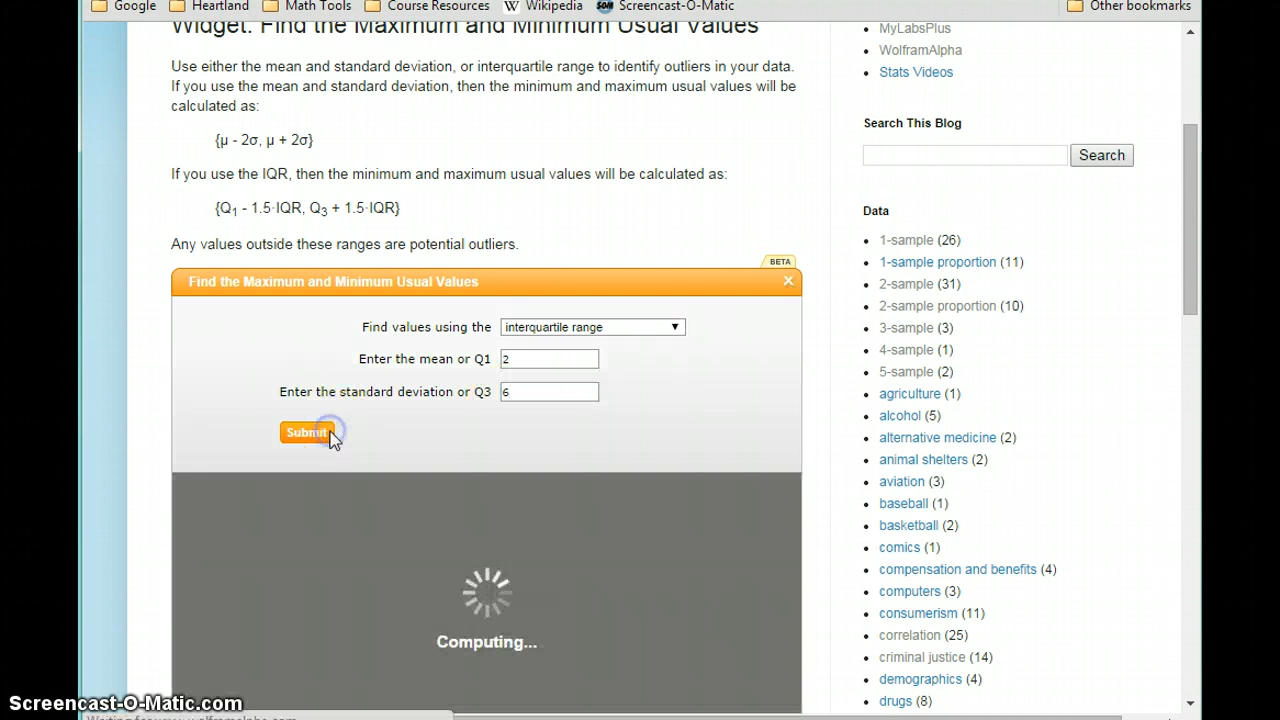 Google Heartland Math Tools Course Resources W Wikipedia SOM Screencast-O-Matic Other bookmarks
Widget: Find the Maximum and Minimum Usual Values
Use either the mean and standard deviation, or interquartile range to identify outliers in your data.
If you use the mean and standard deviation, then the minimum and maximum usual values will be
calculated as:
{μ - 2σ, μ + 2σ}
If you use the IQR, then the minimum and maximum usual values will be calculated as:
{Q1 - 1.5·IQR, Q3 + 1.5·IQR}
Any values outside these ranges are potential outliers.
BETA
Find the Maximum and Minimum Usual Values
Find values using the interquartile range
Enter the mean or Q1 2
Enter the standard deviation or Q3 6
Submit
Computing...
MyLabsPlus
WolframAlpha
Stats Videos
Search This Blog
Search
Data
1-sample (26)
1-sample proportion (11)
2-sample (31)
2-sample proportion (10)
3-sample (3)
4-sample (1)
5-sample (2)
agriculture (1)
alcohol (5)
alternative medicine (2)
animal shelters (2)
aviation (3)
baseball (1)
basketball (2)
comics (1)
compensation and benefits (4)
computers (3)
consumerism (11)
correlation (25)
criminal justice (14)
demographics (4)
drugs (8)
Screencast-O-Matic.com